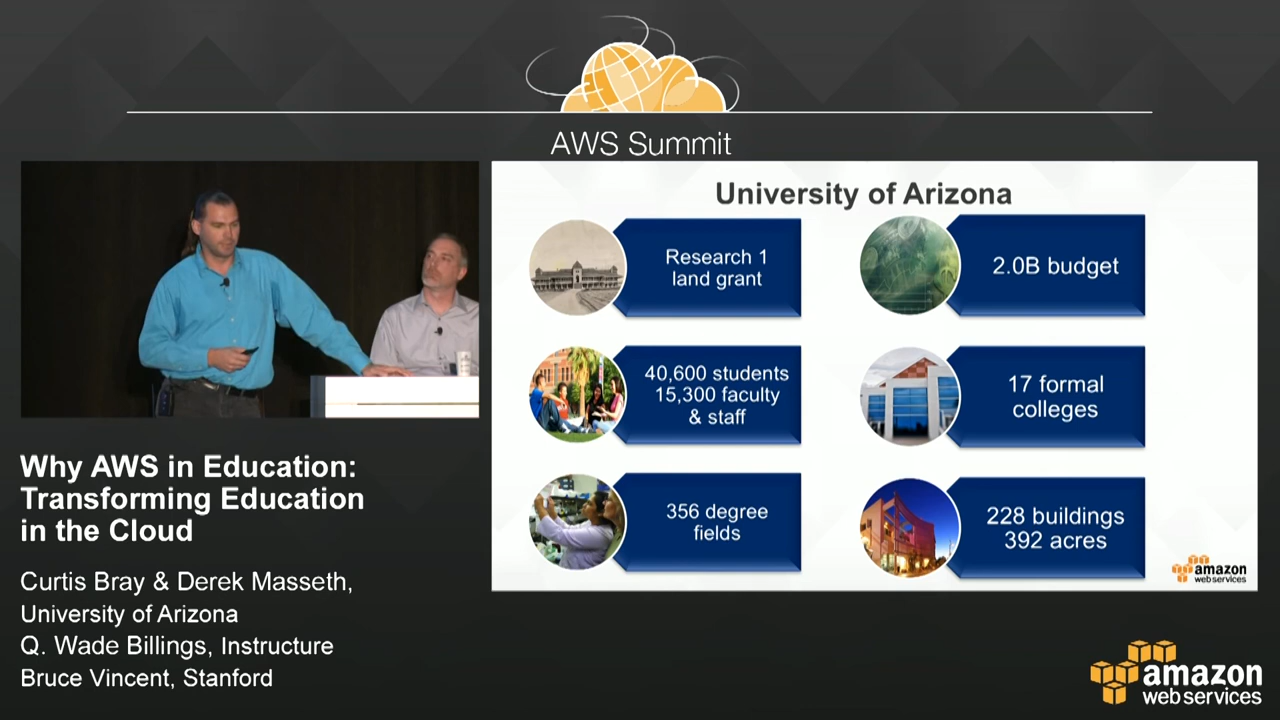 AWS Summit
University of Arizona
Research 1
land grant
2.0B budget
40,600 students
15,300 faculty
& staff
17 formal
colleges
356 degree
fields
228 buildings
392 acres
amazon
web services
Why AWS in Education:
Transforming Education
in the Cloud
Curtis Bray & Derek Masseth,
University of Arizona
Q. Wade Billings, Instructure
Bruce Vincent, Stanford
amazon
web services